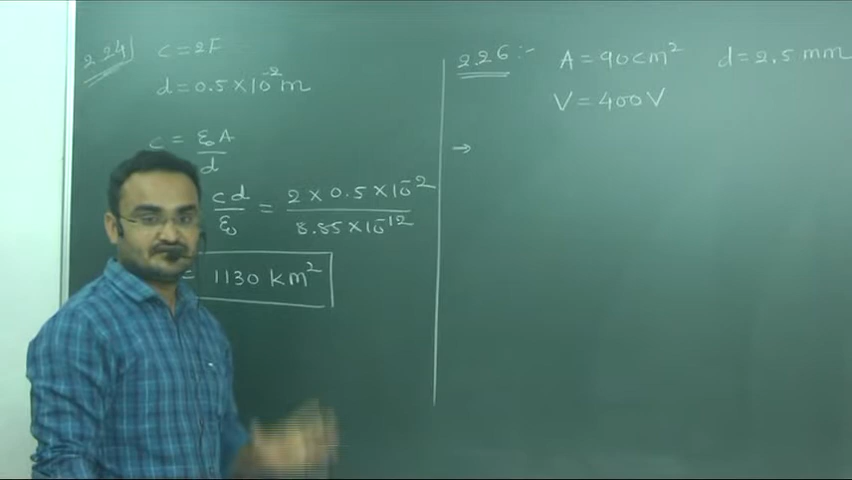 2.24) C = 2F
d = 0.5 × 10⁻² m
C = ε₀A / d
cd / ε₀ = 2 × 0.5 × 10⁻² / 8.85 × 10⁻¹²
= 1130 km²
2.26 :- A = 90 cm² d = 2.5 mm
V = 400 V
→